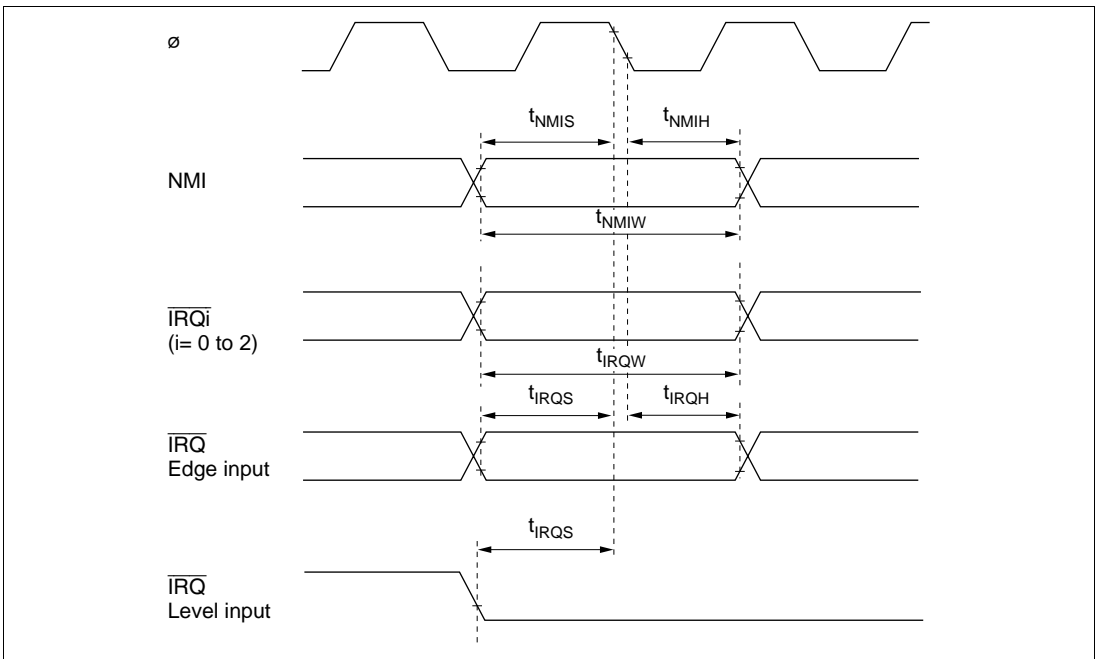 ø
tNMIS
tNMIH
NMI
tNMIW
IRQi
(i= 0 to 2)
tIRQW
tIRQS
tIRQH
IRQ
Edge input
tIRQS
IRQ
Level input